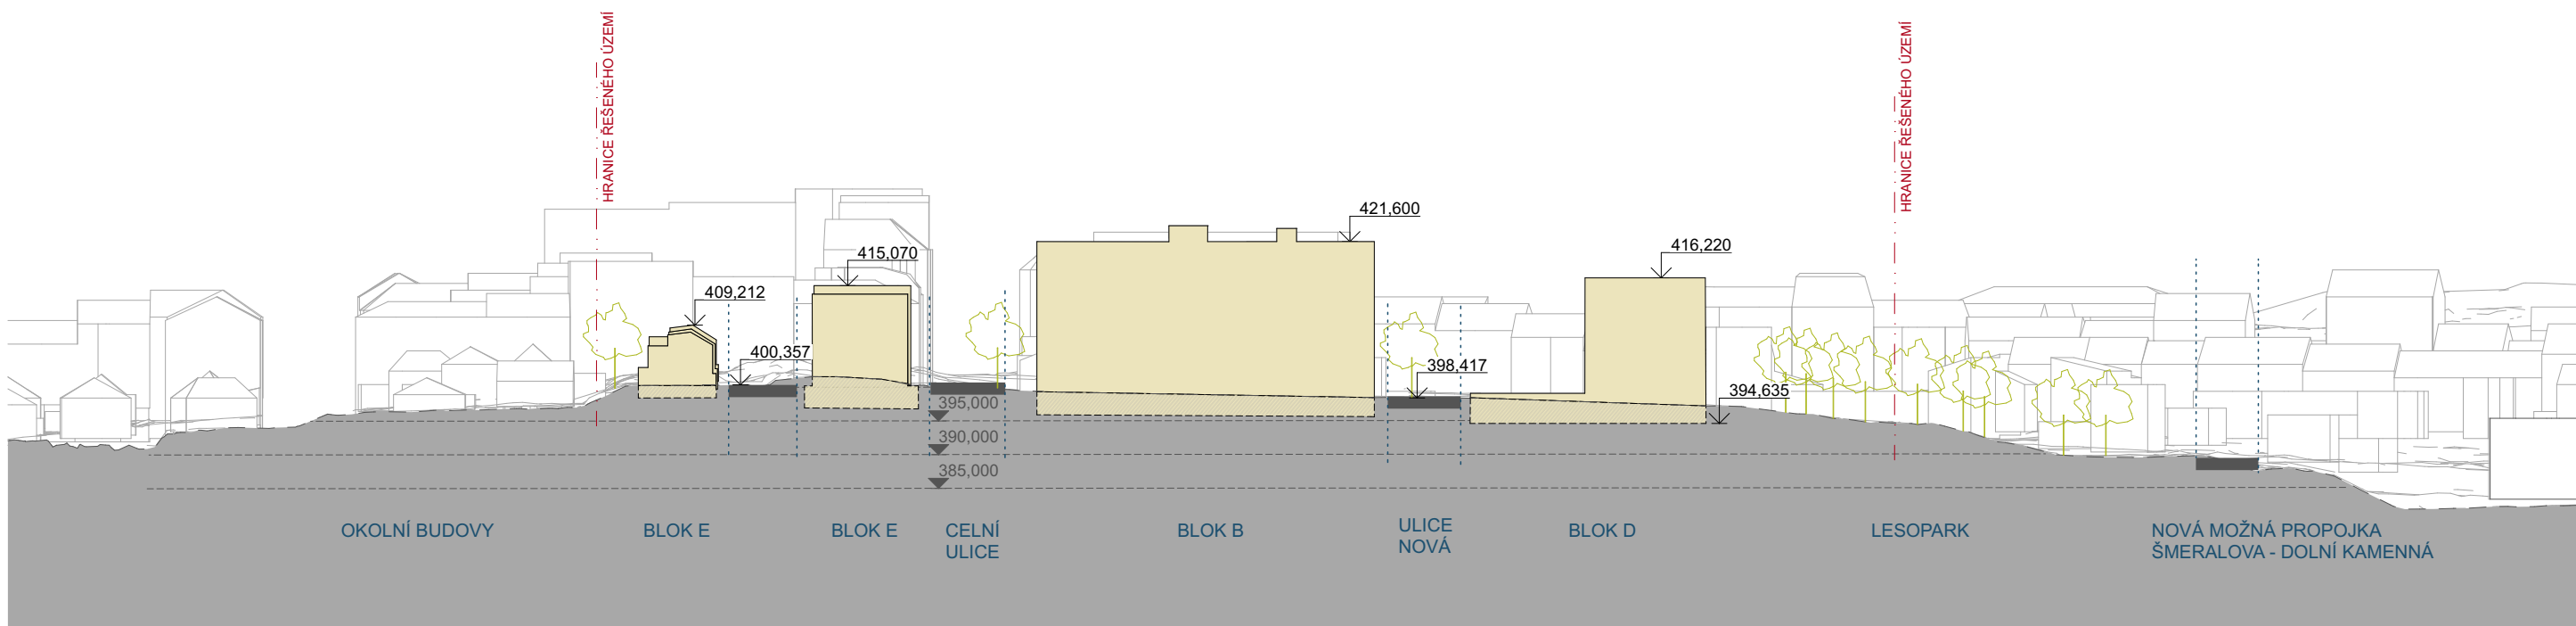 HRANICE ŘEŠENÉHO ÚZEMÍ
HRANICE ŘEŠENÉHO ÚZEMÍ
421,600
416,220
415,070
409,212
400,357
398,417
394,635
395,000
390,000
385,000
OKOLNÍ BUDOVY
BLOK E
BLOK E
CELNÍ
ULICE
BLOK B
ULICE
NOVÁ
BLOK D
LESOPARK
NOVÁ MOŽNÁ PROPOJKA
ŠMERALOVA - DOLNÍ KAMENNÁ